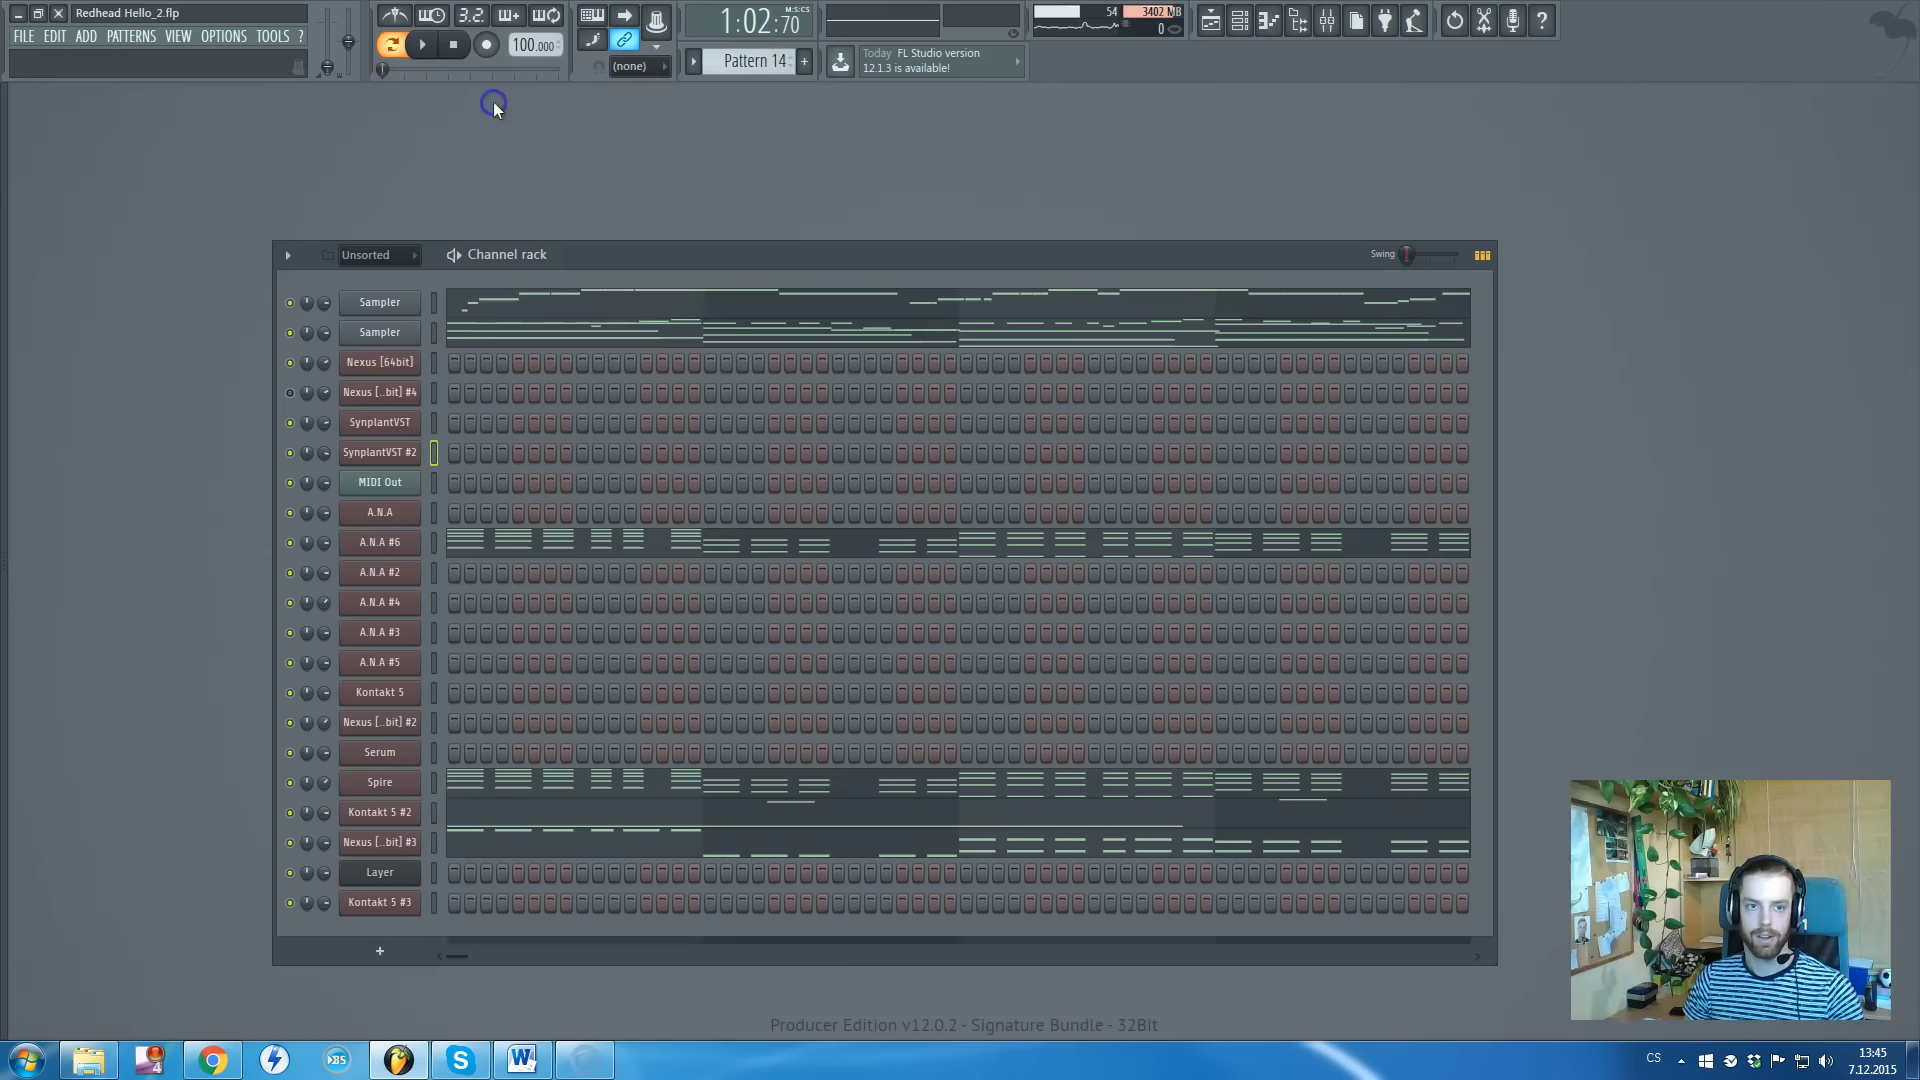 Redhead Hello_2.flp
FILE EDIT ADD PATTERNS VIEW OPTIONS TOOLS ?
3.2.
100.000
(none)
1:02:70
M:S:CS
Pattern 14
Today FL Studio version
12.1.3 is available!
54
3402 MB
0
Unsorted
Channel rack
Swing
Sampler
Sampler
Nexus [64bit]
Nexus [..bit] #4
SynplantVST
SynplantVST #2
MIDI Out
A.N.A
A.N.A #6
A.N.A #2
A.N.A #4
A.N.A #3
A.N.A #5
Kontakt 5
Nexus [..bit] #2
Serum
Spire
Kontakt 5 #2
Nexus [..bit] #3
Layer
Kontakt 5 #3
+
Producer Edition v12.0.2 - Signature Bundle - 32Bit
CS
13:45
7.12.2015